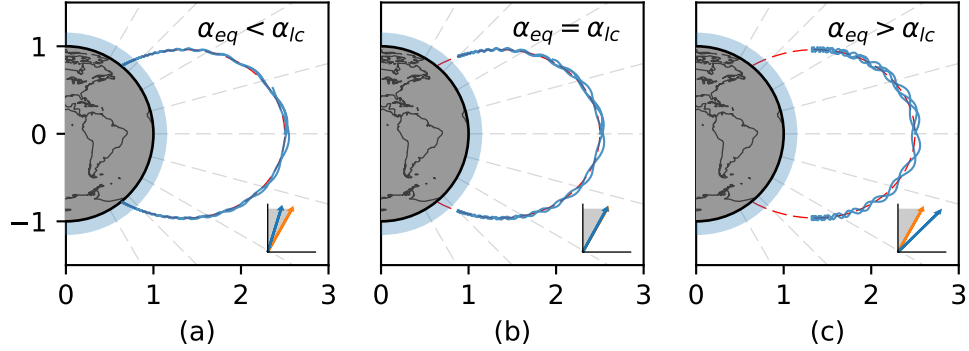 α_eq < α_lc
α_eq = α_lc
α_eq > α_lc
1
0
−1
0 1 2 3
0 1 2 3
0 1 2 3
(a)
(b)
(c)